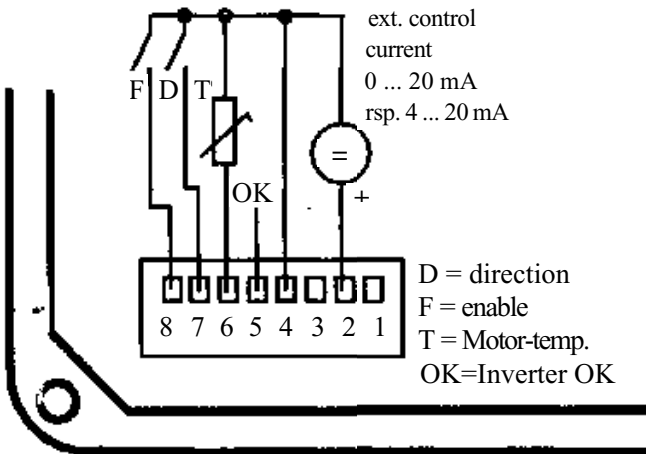 ext. control
current
0 ... 20 mA
rsp. 4 ... 20 mA
F D T
=
OK
+
8 7 6 5 4 3 2 1
D = direction
F = enable
T = Motor-temp.
OK=Inverter OK